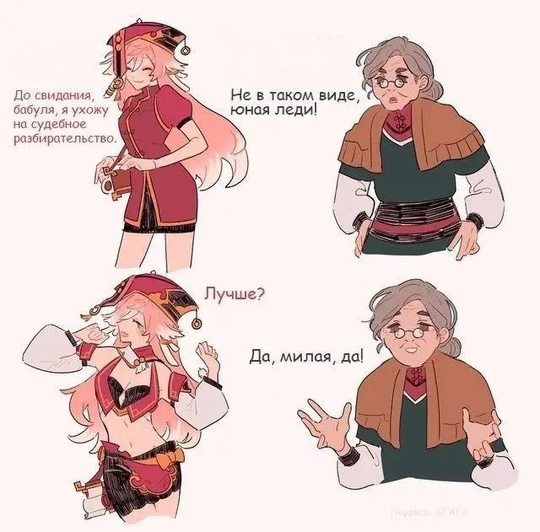 До свидания,
бабуля, я ухожу
на судебное
разбирательство.
Не в таком виде,
юная леди!
Лучше?
Да, милая, да!